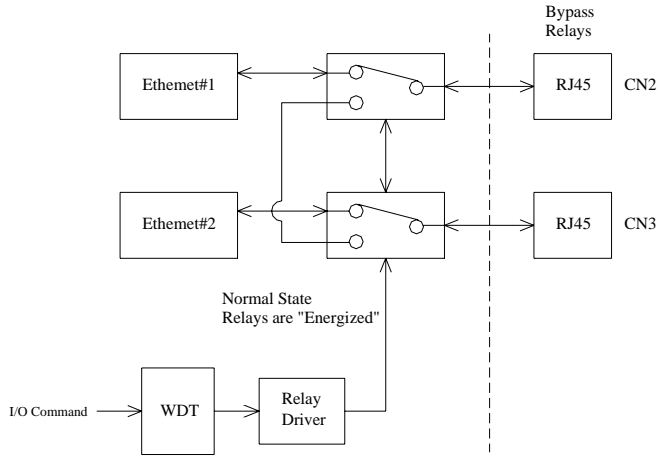 Bypass
Relays
Ethemet#1
RJ45
CN2
Ethemet#2
RJ45
CN3
Normal State
Relays are "Energized"
I/O Command
WDT
Relay
Driver